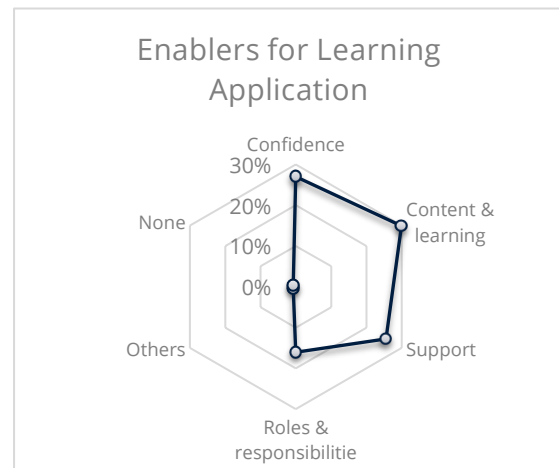 Enablers for Learning
Application
Confidence
30%
20%
10%
0%
Content &
learning
Support
Roles &
responsibilitie
Others
None